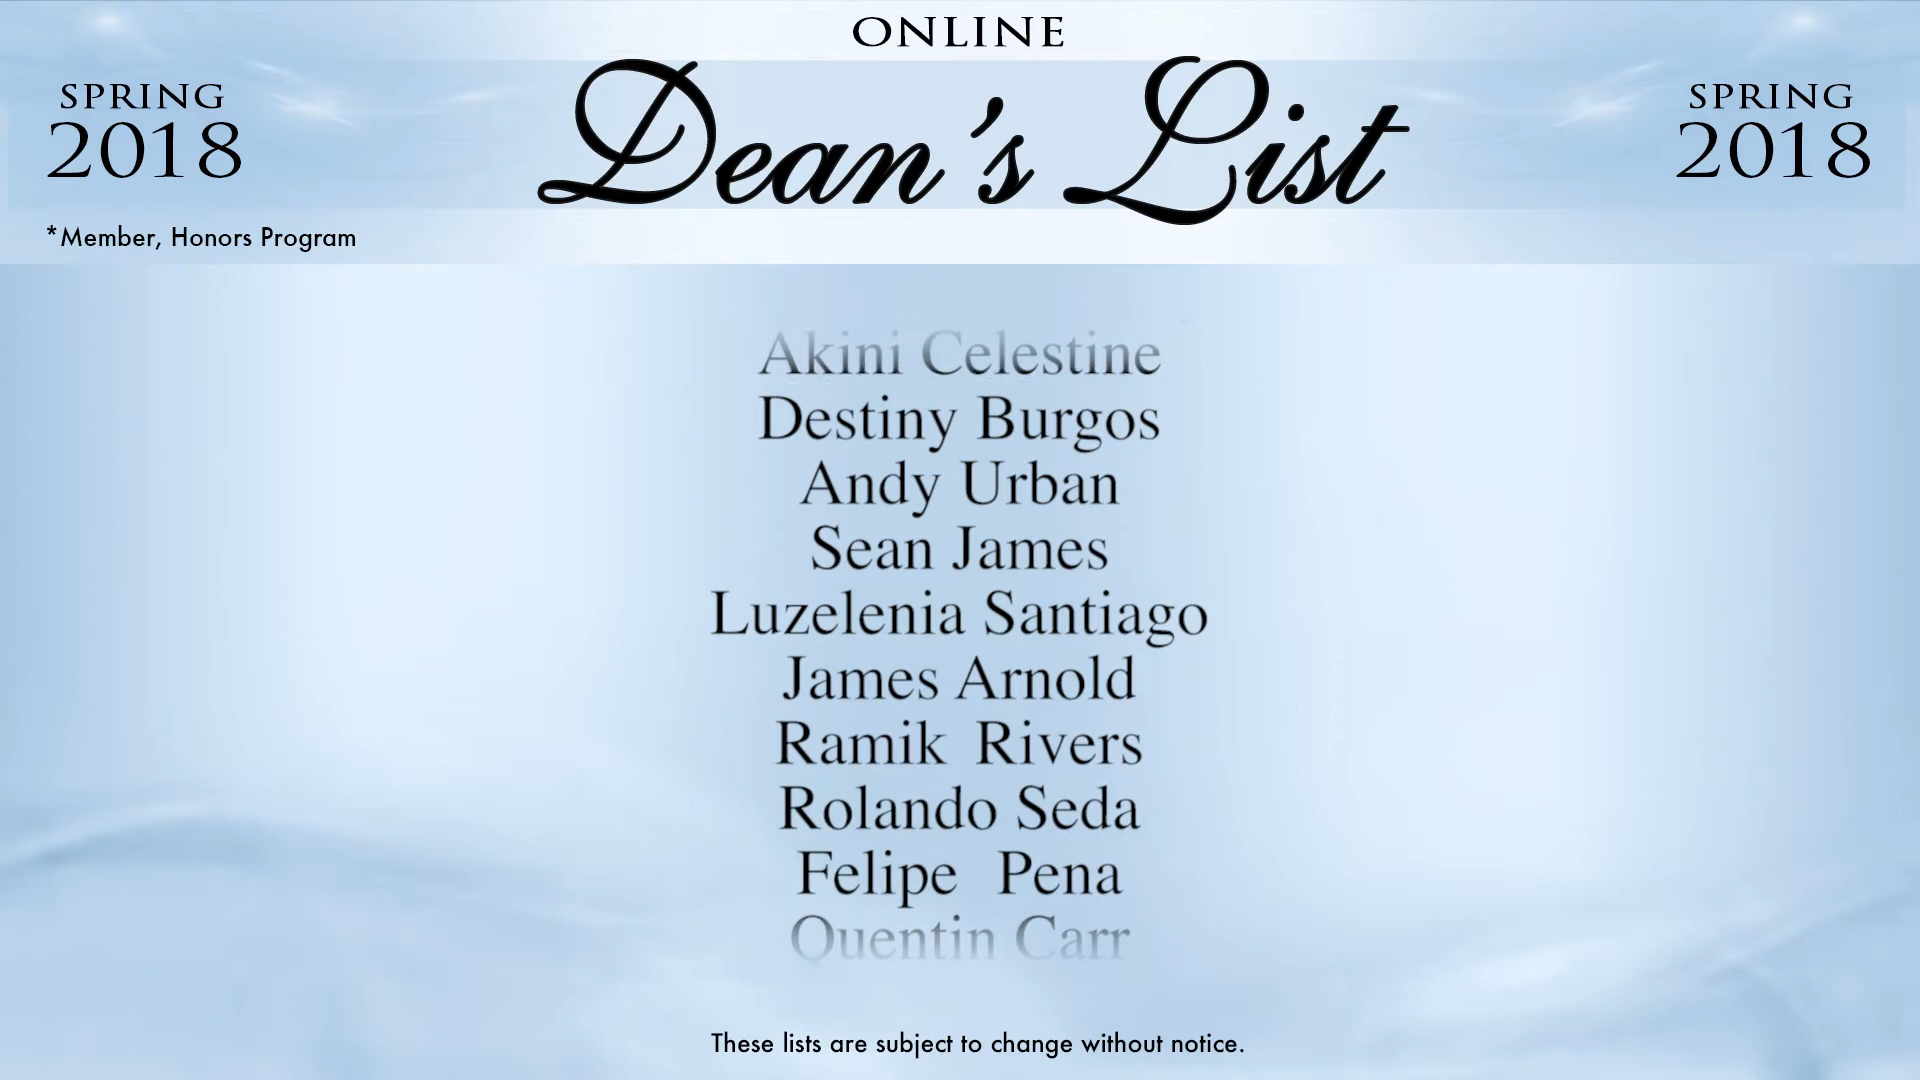 ONLINE
Dean's List
SPRING
2018
SPRING
2018
*Member, Honors Program
Akini Celestine
Destiny Burgos
Andy Urban
Sean James
Luzelenia Santiago
James Arnold
Ramik Rivers
Rolando Seda
Felipe Pena
Quentin Carr
These lists are subject to change without notice.